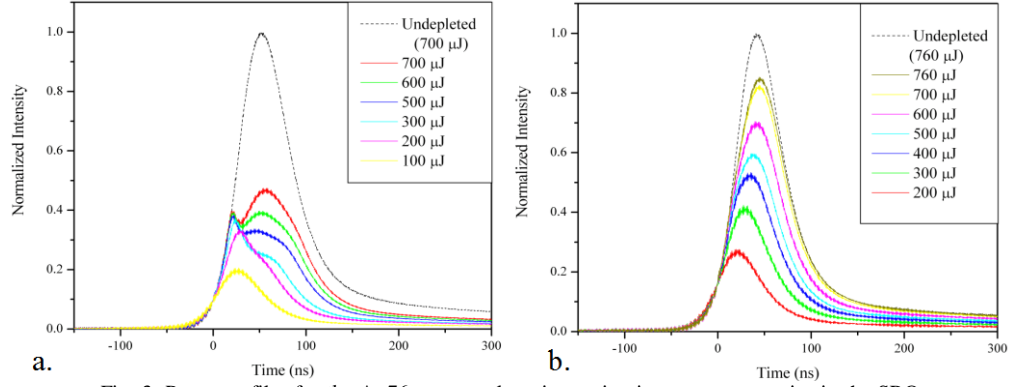 Undepleted
(700 µJ)
700 µJ
600 µJ
500 µJ
300 µJ
200 µJ
100 µJ
Normalized Intensity
1.0
0.8
0.6
0.4
0.2
0.0
-100
0
100
200
300
Time (ns)
a.
Undepleted
(760 µJ)
760 µJ
700 µJ
600 µJ
500 µJ
400 µJ
300 µJ
200 µJ
Normalized Intensity
1.0
0.8
0.6
0.4
0.2
0.0
-100
0
100
200
300
Time (ns)
b.